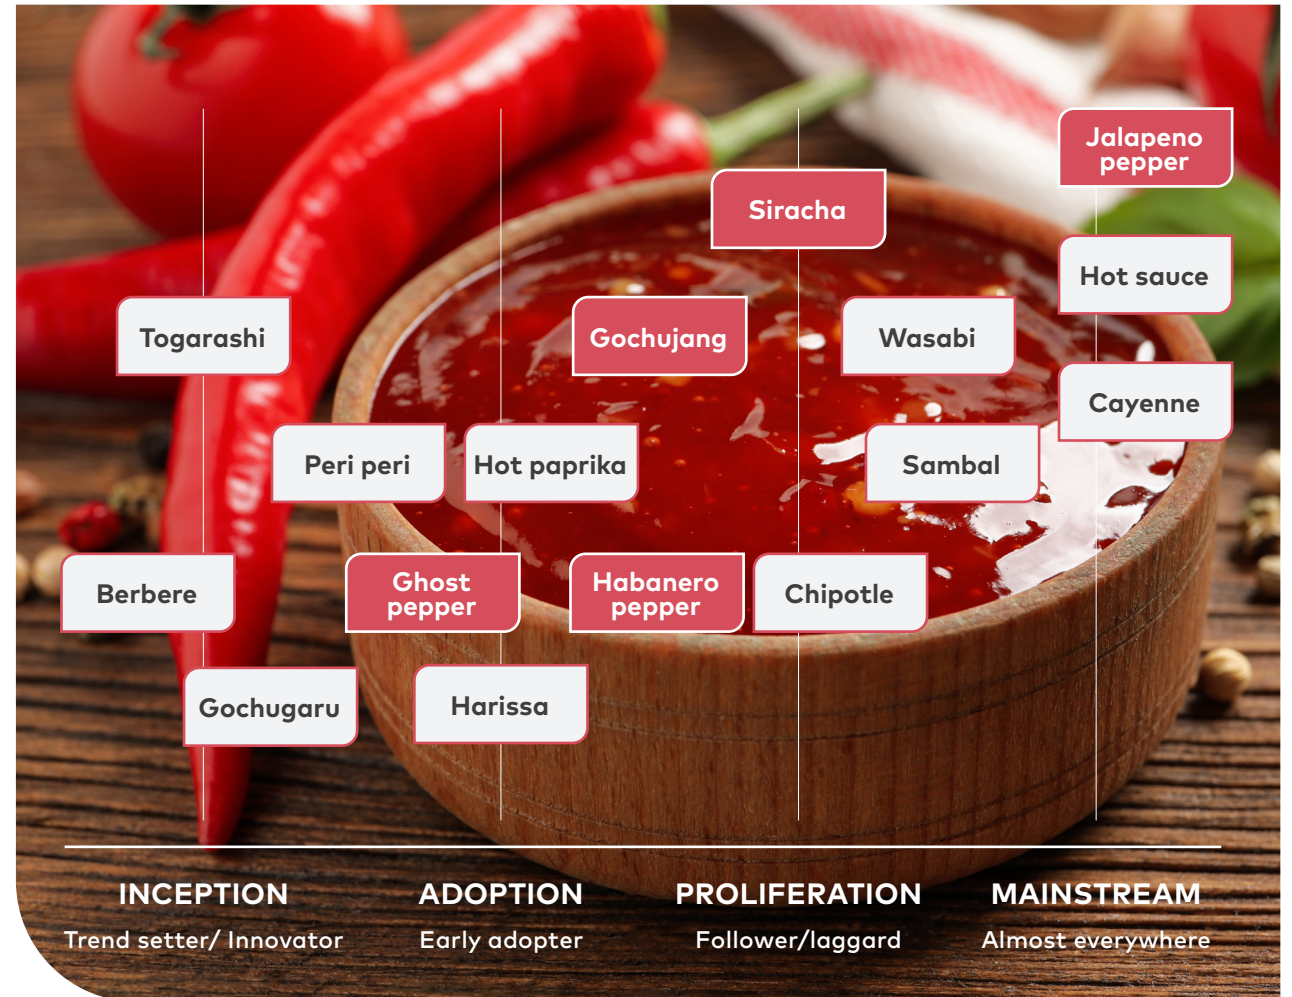 Jalapeno
pepper
Siracha
Hot sauce
Togarashi
Gochujang
Wasabi
Cayenne
Peri peri
Hot paprika
Sambal
Berbere
Ghost
pepper
Habanero
pepper
Chipotle
Gochugaru
Harissa
INCEPTION
Trend setter/ Innovator
ADOPTION
Early adopter
PROLIFERATION
Follower/laggard
MAINSTREAM
Almost everywhere